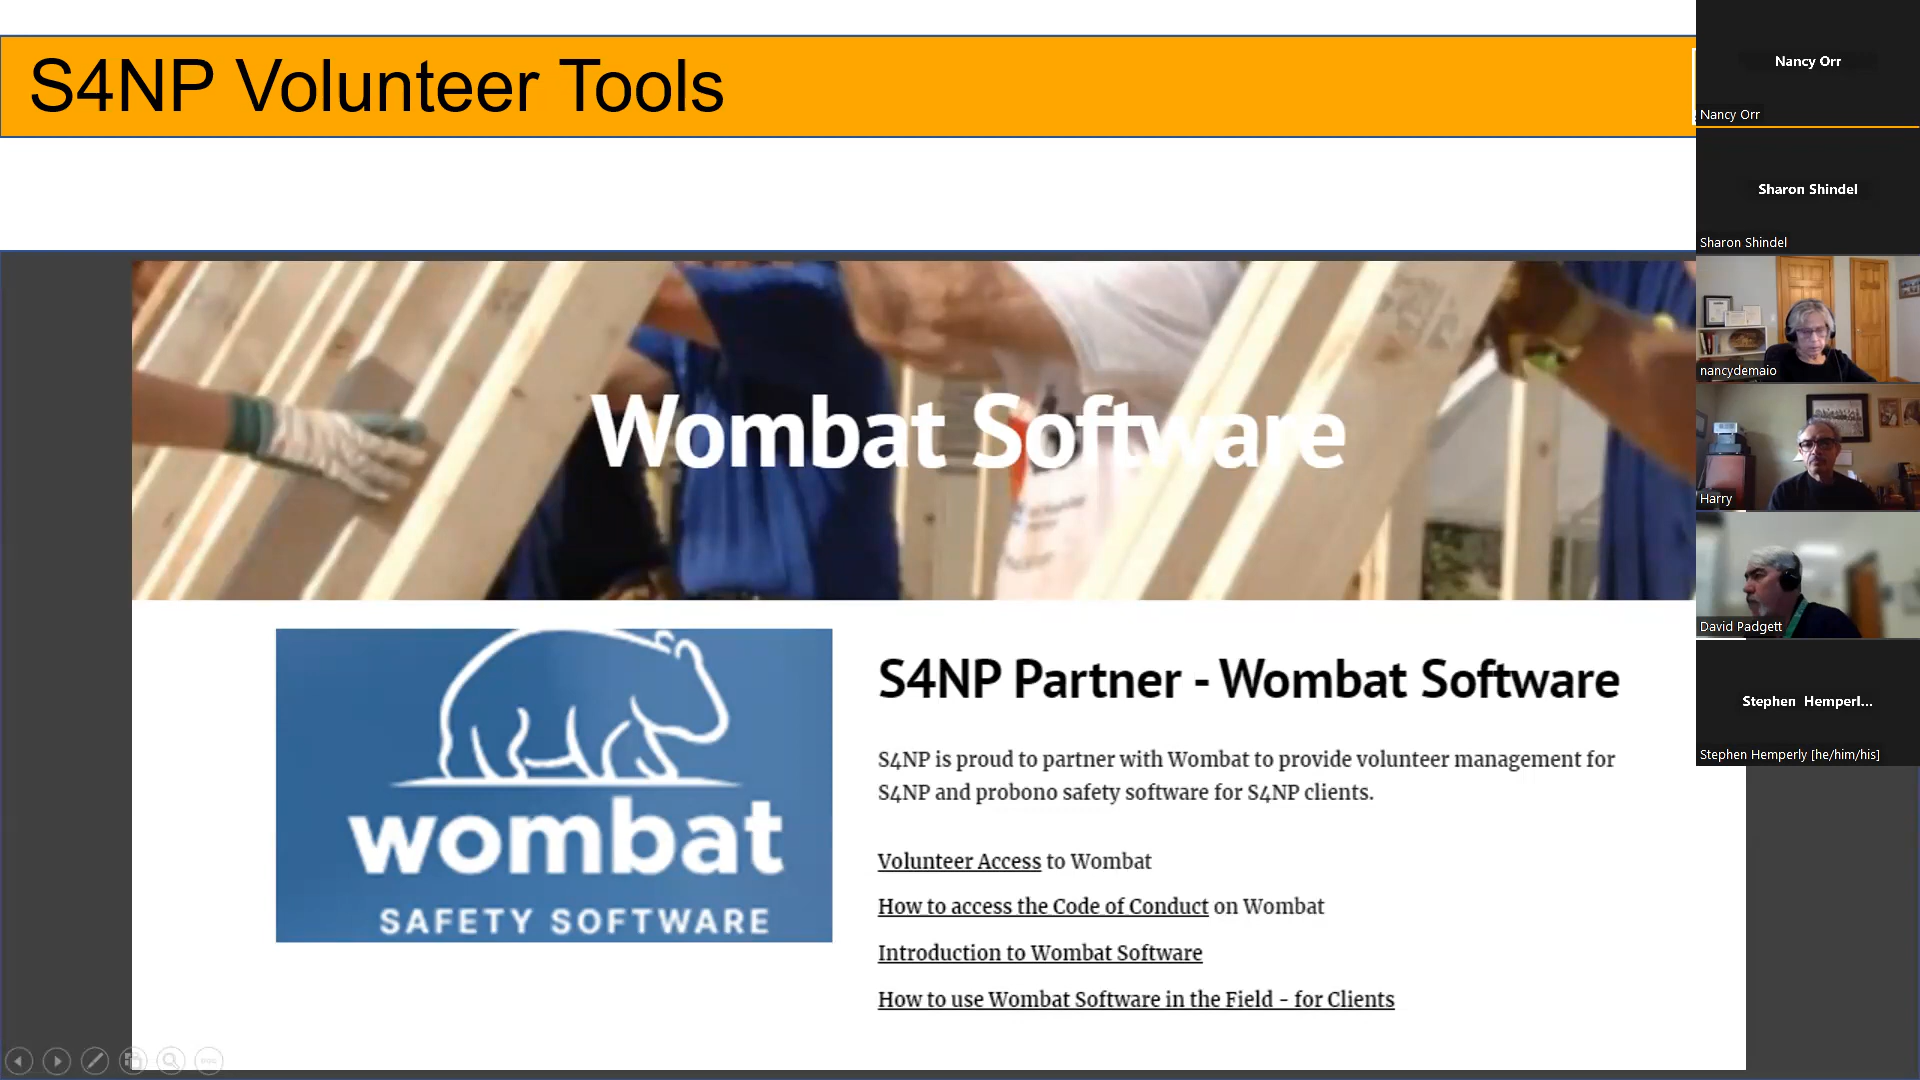 S4NP Volunteer Tools
Wombat Software
wombat
SAFETY SOFTWARE
S4NP Partner - Wombat Software
S4NP is proud to partner with Wombat to provide volunteer management for
S4NP and probono safety software for S4NP clients.
Volunteer Access to Wombat
How to access the Code of Conduct on Wombat
Introduction to Wombat Software
How to use Wombat Software in the Field - for Clients
Nancy Orr
Nancy Orr
Sharon Shindel
Sharon Shindel
nancydemaio
Harry
David Padgett
Stephen Hemperl...
Stephen Hemperly [he/him/his]